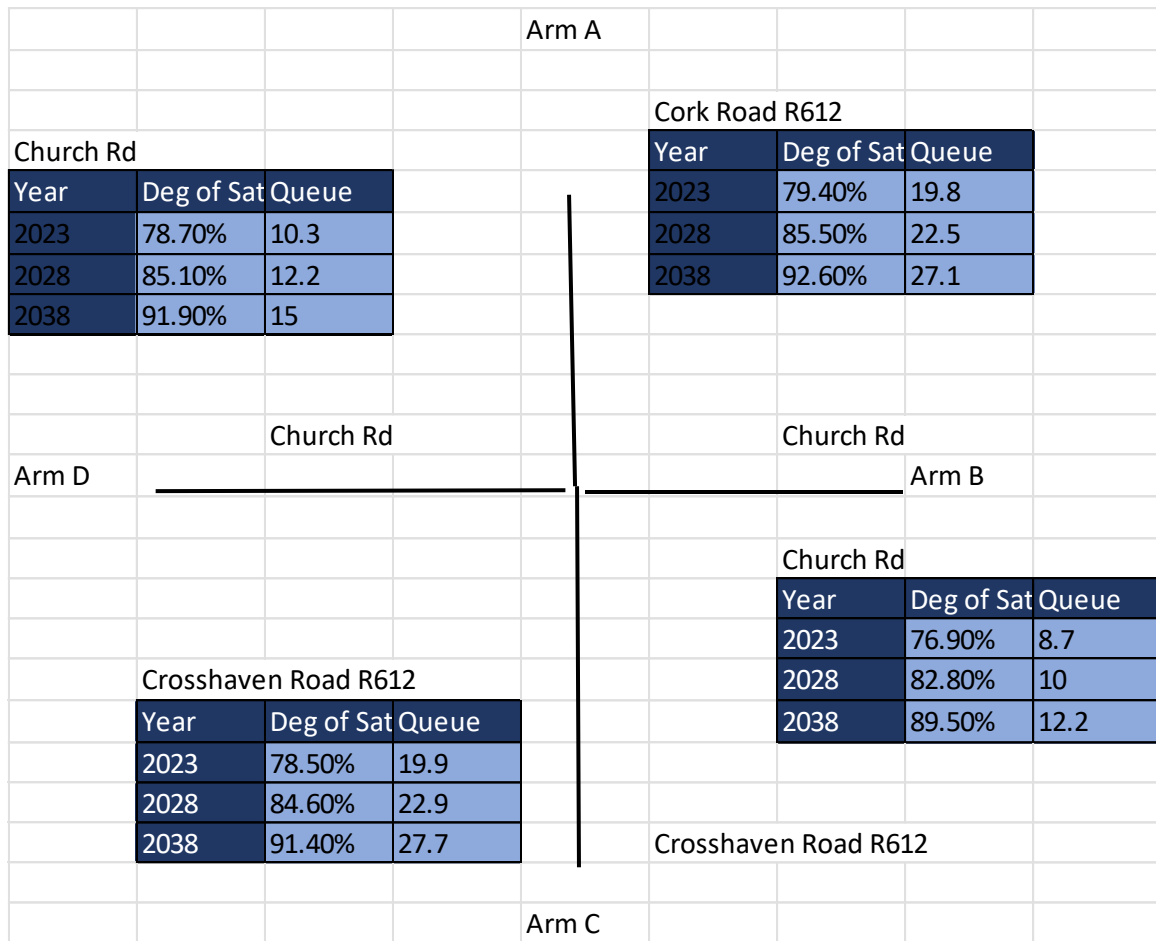 Arm A
Cork Road R612
Church Rd
Year Deg of Sat Queue
2023 79.40% 19.8
2028 85.50% 22.5
2038 92.60% 27.1
Year Deg of Sat Queue
2023 78.70% 10.3
2028 85.10% 12.2
2038 91.90% 15
Church Rd
Church Rd
Arm D
Arm B
Church Rd
Year Deg of Sat Queue
2023 76.90% 8.7
2028 82.80% 10
2038 89.50% 12.2
Crosshaven Road R612
Year Deg of Sat Queue
2023 78.50% 19.9
2028 84.60% 22.9
2038 91.40% 27.7
Crosshaven Road R612
Arm C